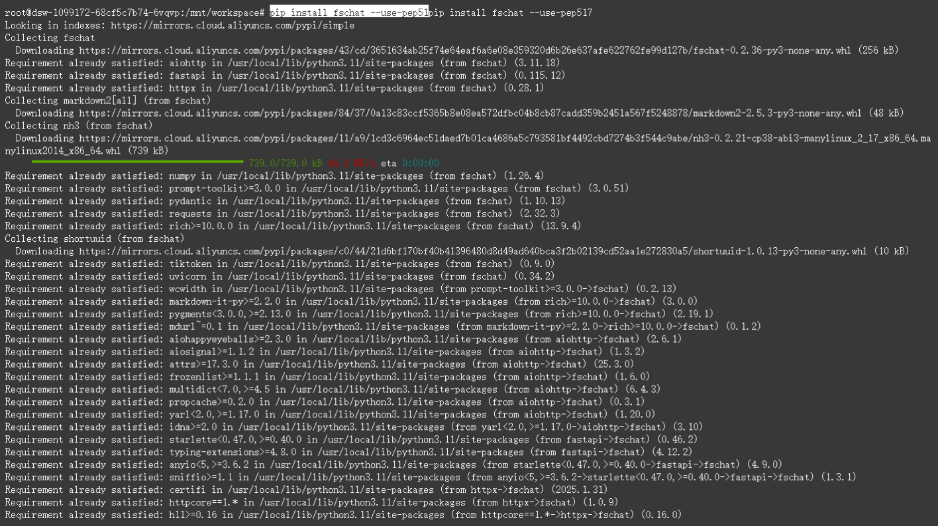 root@dsw-1099172-68cf5c7b74-6vqvp:/mnt/workspace# pip install fschat --use-pep51pip install fschat --use-pep517
Looking in indexes: https://mirrors.cloud.aliyuncs.com/pypi/simple
Collecting fschat
  Downloading https://mirrors.cloud.aliyuncs.com/pypi/packages/43/cd/3651634ab25f74e64eaf6a6e08e359320d6b26e637afe622762fe99d127b/fschat-0.2.36-py3-none-any.whl (256 kB)
Requirement already satisfied: aiohttp in /usr/local/lib/python3.11/site-packages (from fschat) (3.11.18)
Requirement already satisfied: fastapi in /usr/local/lib/python3.11/site-packages (from fschat) (0.115.12)
Requirement already satisfied: httpx in /usr/local/lib/python3.11/site-packages (from fschat) (0.28.1)
Collecting markdown2[all] (from fschat)
  Downloading https://mirrors.cloud.aliyuncs.com/pypi/packages/84/37/0a13c83ccf5365b8e08ea572dfbc04b8cb87cadd359b2451a567f5248878/markdown2-2.5.3-py3-none-any.whl (48 kB)
Collecting nh3 (from fschat)
  Downloading https://mirrors.cloud.aliyuncs.com/pypi/packages/11/a9/1cd3c6964ec51daed7b01ca4686a5c793581bf4492cbd7274b3f544c9abe/nh3-0.2.21-cp38-abi3-manylinux_2_17_x86_64.ma
nylinux2014_x86_64.whl (739 kB)
739.0/739.0 kB eta 0:00:00
Requirement already satisfied: numpy in /usr/local/lib/python3.11/site-packages (from fschat) (1.26.4)
Requirement already satisfied: prompt-toolkit>=3.0.0 in /usr/local/lib/python3.11/site-packages (from fschat) (3.0.51)
Requirement already satisfied: pydantic in /usr/local/lib/python3.11/site-packages (from fschat) (1.10.13)
Requirement already satisfied: requests in /usr/local/lib/python3.11/site-packages (from fschat) (2.32.3)
Requirement already satisfied: rich>=10.0.0 in /usr/local/lib/python3.11/site-packages (from fschat) (13.9.4)
Collecting shortuuid (from fschat)
  Downloading https://mirrors.cloud.aliyuncs.com/pypi/packages/c0/44/21d6bf170bf40b41396480d8d49ad640bca3f2b02139cd52aa1e272830a5/shortuuid-1.0.13-py3-none-any.whl (10 kB)
Requirement already satisfied: tiktoken in /usr/local/lib/python3.11/site-packages (from fschat) (0.9.0)
Requirement already satisfied: uvicorn in /usr/local/lib/python3.11/site-packages (from fschat) (0.34.2)
Requirement already satisfied: wcwidth in /usr/local/lib/python3.11/site-packages (from prompt-toolkit>=3.0.0->fschat) (0.2.13)
Requirement already satisfied: markdown-it-py>=2.2.0 in /usr/local/lib/python3.11/site-packages (from rich>=10.0.0->fschat) (3.0.0)
Requirement already satisfied: pygments<3.0.0,>=2.13.0 in /usr/local/lib/python3.11/site-packages (from rich>=10.0.0->fschat) (2.19.1)
Requirement already satisfied: mdurl~=0.1 in /usr/local/lib/python3.11/site-packages (from markdown-it-py>=2.2.0->rich>=10.0.0->fschat) (0.1.2)
Requirement already satisfied: aiohappyeyeballs>=2.3.0 in /usr/local/lib/python3.11/site-packages (from aiohttp->fschat) (2.6.1)
Requirement already satisfied: aiosignal>=1.1.2 in /usr/local/lib/python3.11/site-packages (from aiohttp->fschat) (1.3.2)
Requirement already satisfied: attrs>=17.3.0 in /usr/local/lib/python3.11/site-packages (from aiohttp->fschat) (25.3.0)
Requirement already satisfied: frozenlist>=1.1.1 in /usr/local/lib/python3.11/site-packages (from aiohttp->fschat) (1.6.0)
Requirement already satisfied: multidict<7.0,>=4.5 in /usr/local/lib/python3.11/site-packages (from aiohttp->fschat) (6.4.3)
Requirement already satisfied: propcache>=0.2.0 in /usr/local/lib/python3.11/site-packages (from aiohttp->fschat) (0.3.1)
Requirement already satisfied: yarl<2.0,>=1.17.0 in /usr/local/lib/python3.11/site-packages (from aiohttp->fschat) (1.20.0)
Requirement already satisfied: idna>=2.0 in /usr/local/lib/python3.11/site-packages (from yarl<2.0,>=1.17.0->aiohttp->fschat) (3.10)
Requirement already satisfied: starlette<0.47.0,>=0.40.0 in /usr/local/lib/python3.11/site-packages (from fastapi->fschat) (0.46.2)
Requirement already satisfied: typing-extensions>=4.8.0 in /usr/local/lib/python3.11/site-packages (from fastapi->fschat) (4.12.2)
Requirement already satisfied: anyio<5,>=3.6.2 in /usr/local/lib/python3.11/site-packages (from starlette<0.47.0,>=0.40.0->fastapi->fschat) (4.9.0)
Requirement already satisfied: sniffio>=1.1 in /usr/local/lib/python3.11/site-packages (from anyio<5,>=3.6.2->starlette<0.47.0,>=0.40.0->fastapi->fschat) (1.3.1)
Requirement already satisfied: certifi in /usr/local/lib/python3.11/site-packages (from httpx->fschat) (2025.1.31)
Requirement already satisfied: httpcore==1.* in /usr/local/lib/python3.11/site-packages (from httpx->fschat) (1.0.9)
Requirement already satisfied: h11>=0.16 in /usr/local/lib/python3.11/site-packages (from httpcore==1.*->httpx->fschat) (0.16.0)